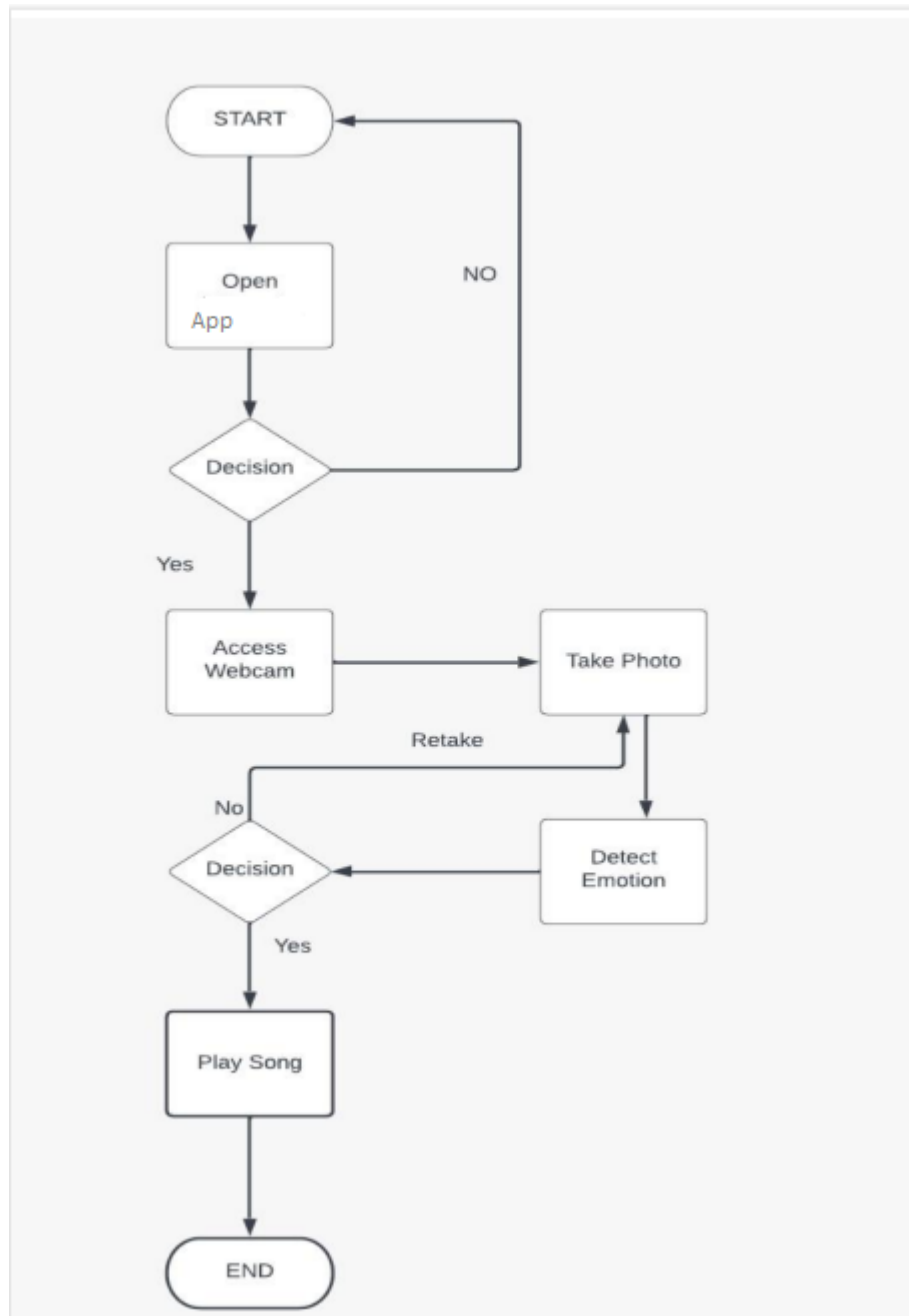 START
Open
App
NO
Decision
Yes
Access
Webcam
Take Photo
Retake
No
Decision
Detect
Emotion
Yes
Play Song
END